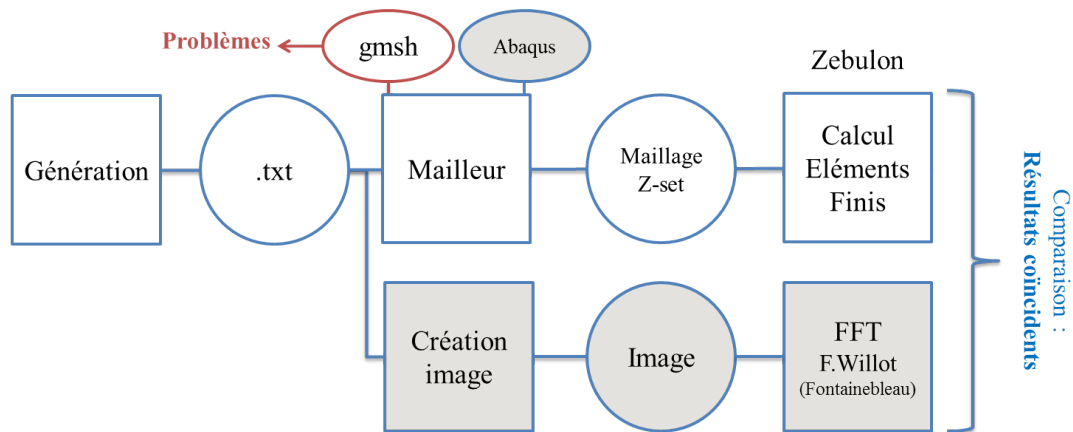 Problèmes
gmsh
Abaqus
Zebulon
Génération
.txt
Mailleur
Maillage
Z-set
Calcul
Eléments
Finis
Comparaison :
Résultats coïncidents
Création
image
Image
FFT
F.Willot
(Fontainebleau)